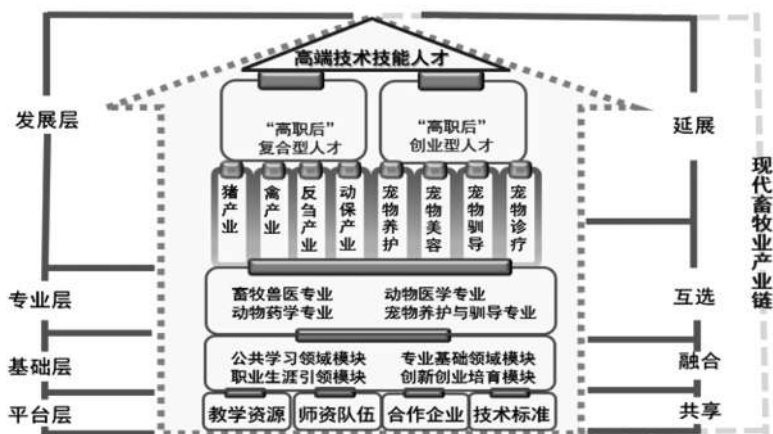 高端技术技能人才
发展层
“高职后”
复合型人才
“高职后”
创业型人才
延展
猪产业
禽产业
反刍产业
动保产业
宠物养护
宠物美容
宠物驯导
宠物诊疗
现代畜牧业产业链
专业层
畜牧兽医专业 动物医学专业
动物药学专业 宠物养护与驯导专业
互选
基础层
公共学习领域模块 专业基础领域模块
职业生涯引领模块 创新创业培育模块
融合
平台层
教学资源 师资队伍 合作企业 技术标准
共享